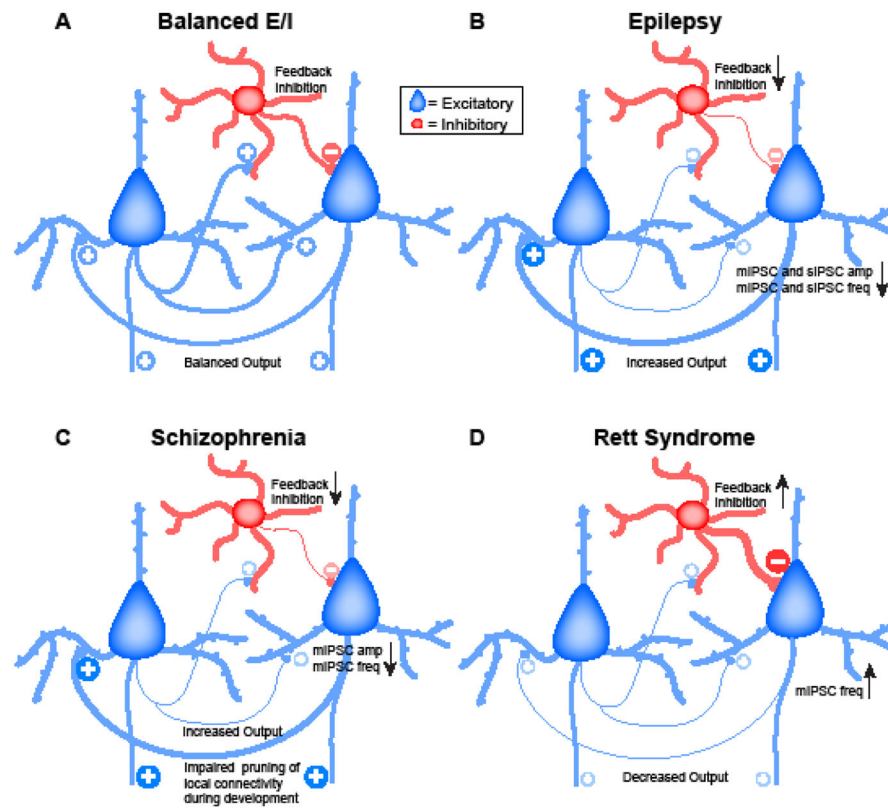 A Balanced E/I
Feedback
Inhibition
= Excitatory
= Inhibitory
Balanced Output
B Epilepsy
Feedback
Inhibition
mIPSC and sIPSC amp
mIPSC and sIPSC freq
Increased Output
C Schizophrenia
Feedback
Inhibition
mIPSC amp
mIPSC freq
Increased Output
Impaired pruning of
local connectivity
during development
D Rett Syndrome
Feedback
Inhibition
mIPSC freq
Decreased Output